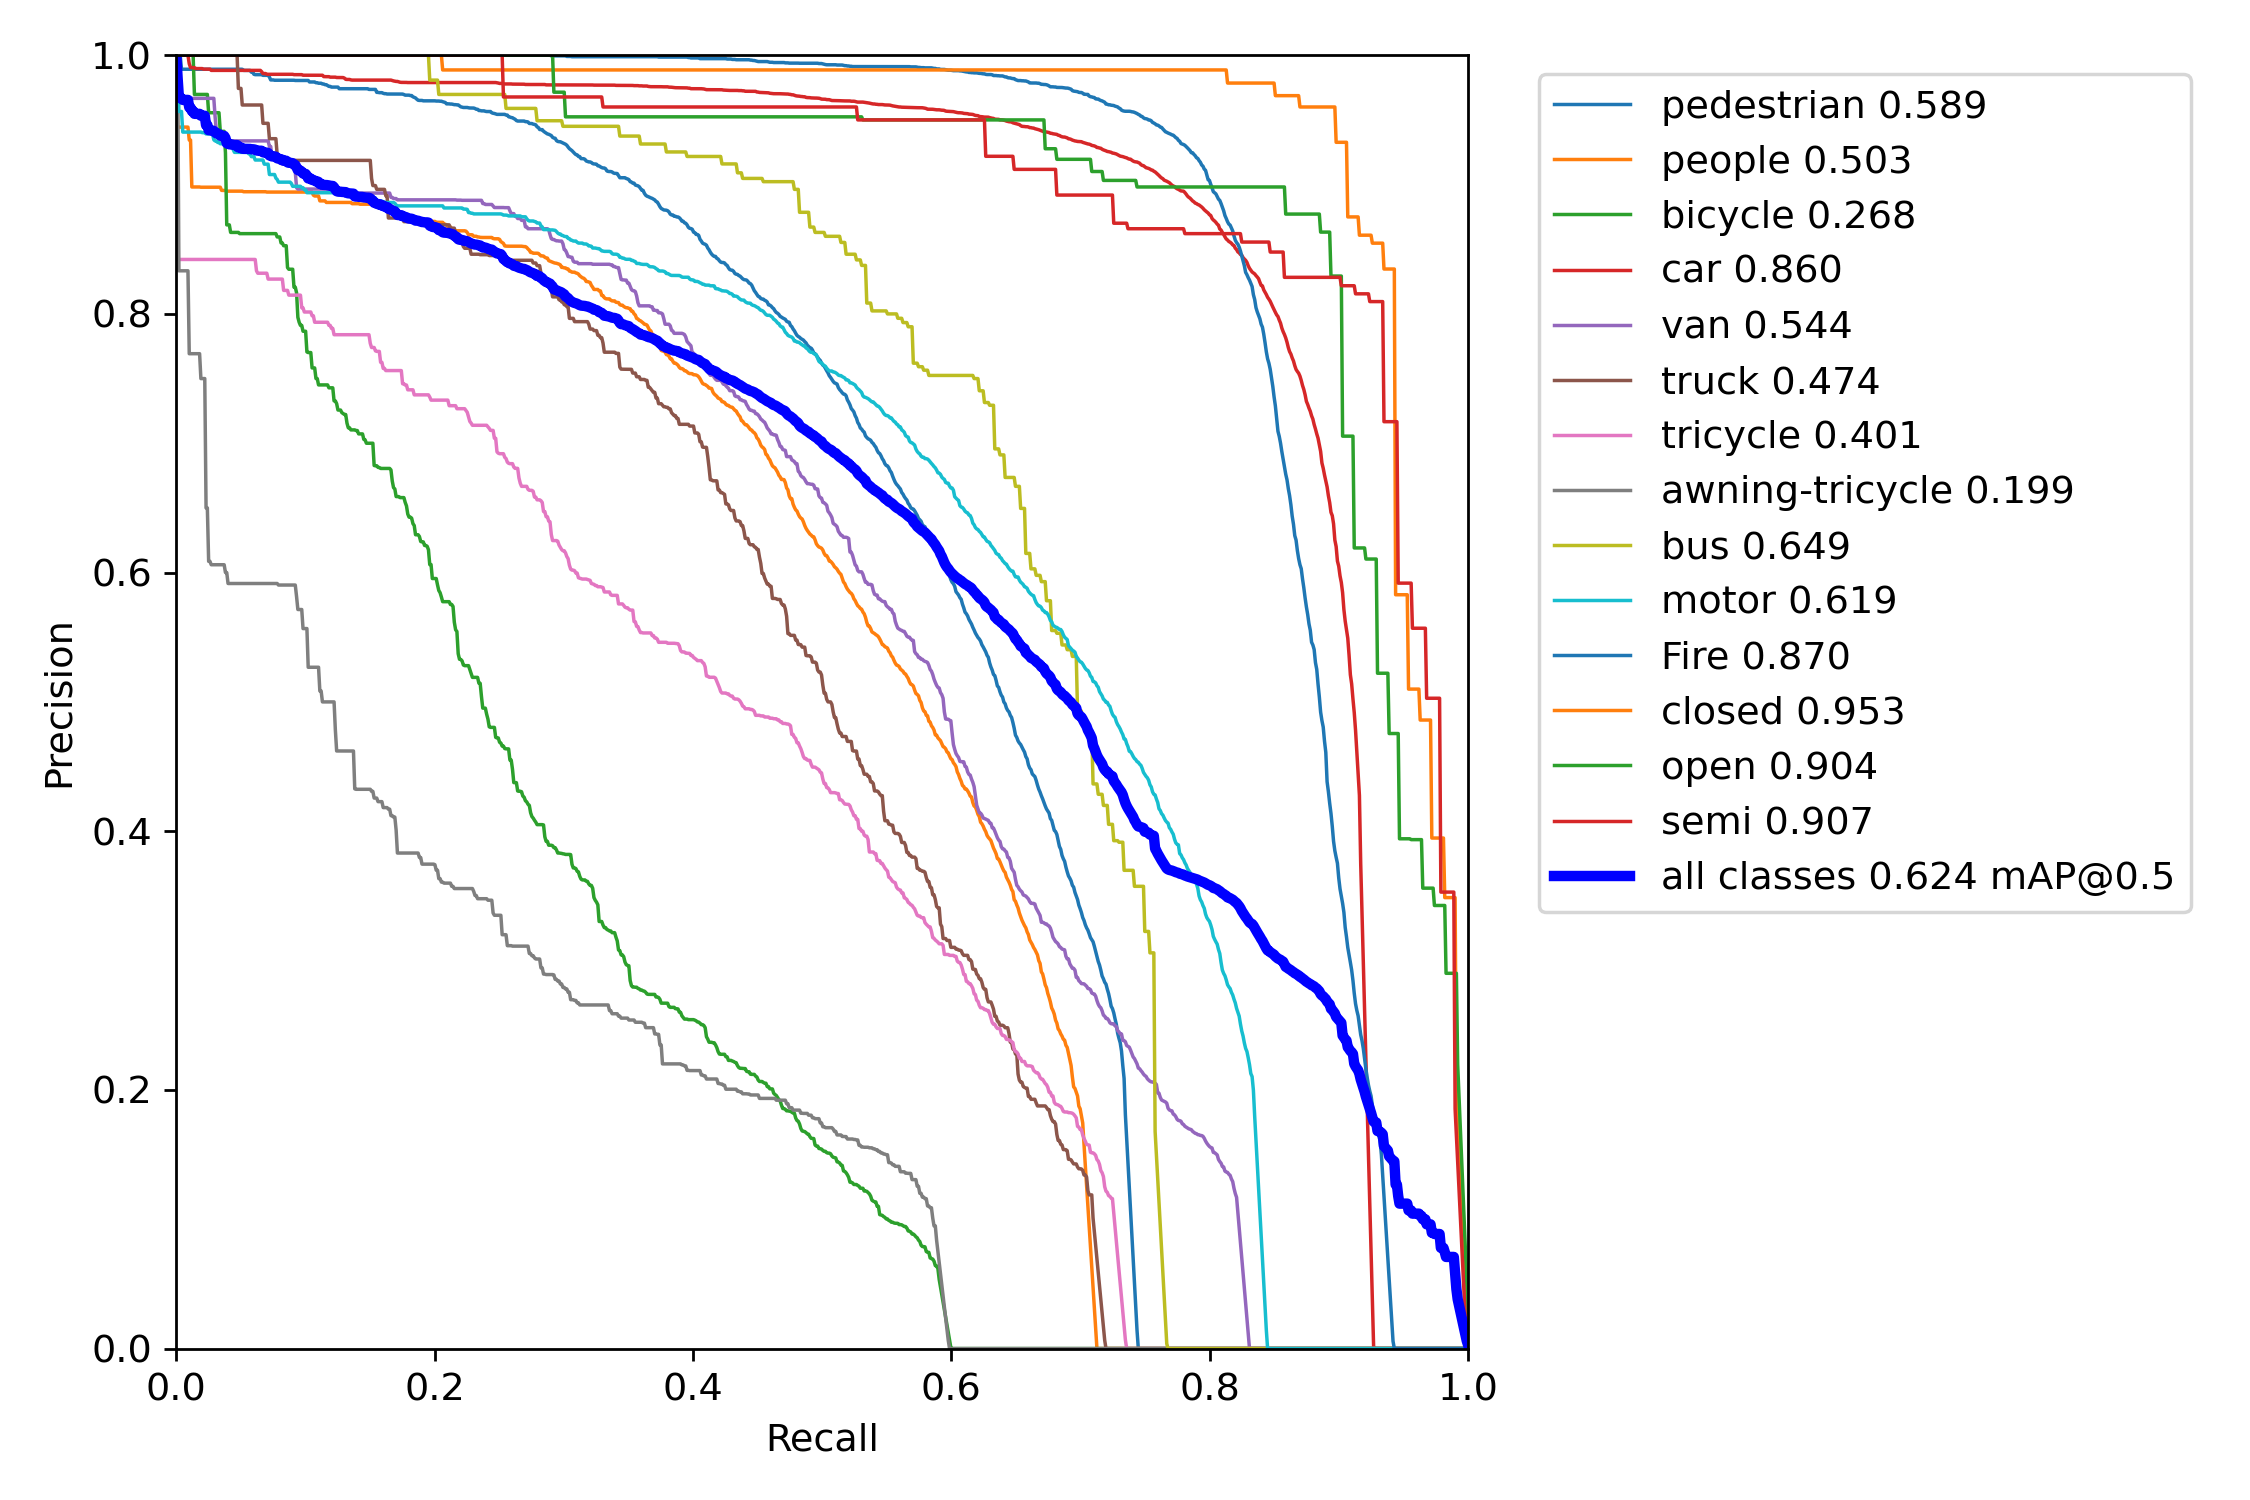 1.0
0.8
0.6
0.4
0.2
0.0
Precision
0.0 0.2 0.4 0.6 0.8 1.0
Recall
pedestrian 0.589
people 0.503
bicycle 0.268
car 0.860
van 0.544
truck 0.474
tricycle 0.401
awning-tricycle 0.199
bus 0.649
motor 0.619
Fire 0.870
closed 0.953
open 0.904
semi 0.907
all classes 0.624 mAP@0.5